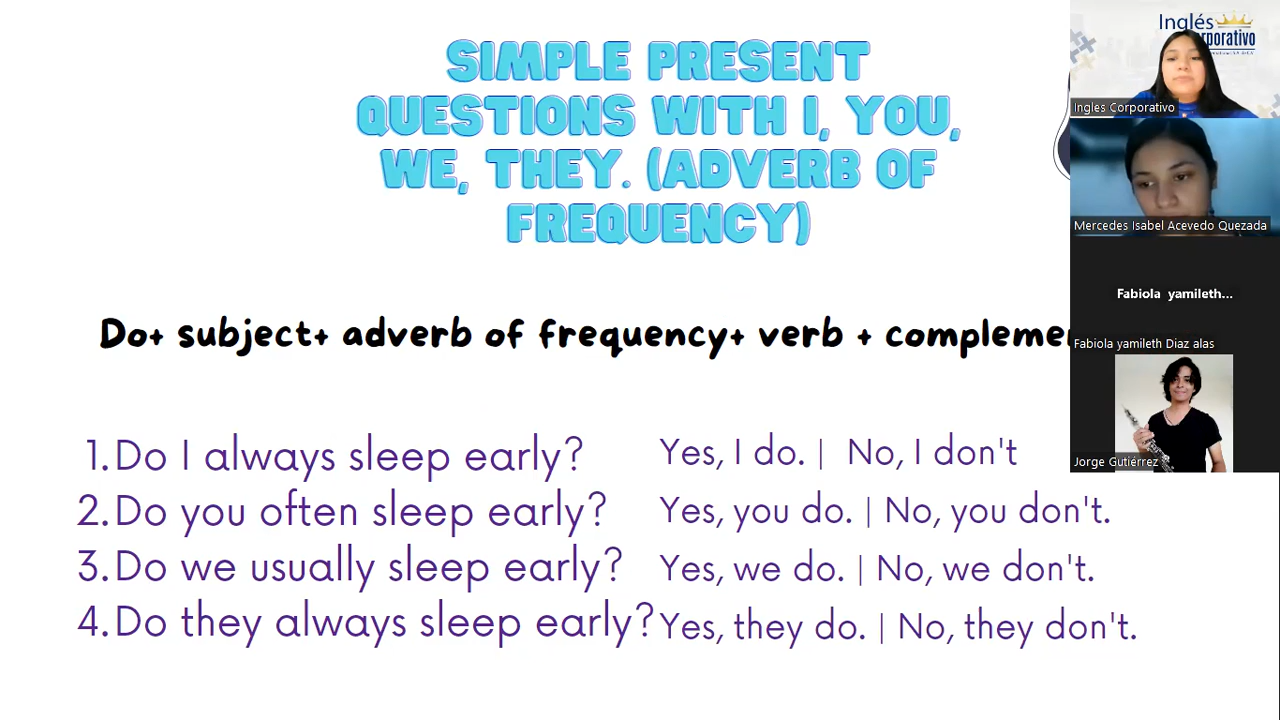 SIMPLE PRESENT
QUESTIONS WITH I, YOU,
WE, THEY. (ADVERB OF
FREQUENCY)
Do+ subject+ adverb of frequency+ verb + complemen
1. Do I always sleep early?
Yes, I do. | No, I don't
2. Do you often sleep early?
Yes, you do. | No, you don't.
3. Do we usually sleep early?
Yes, we do. | No, we don't.
4. Do they always sleep early?
Yes, they do. | No, they don't.
Inglés
rporativo
Ingles Corporativo
Mercedes Isabel Acevedo Quezada
Fabiola yamileth...
Fabiola yamileth Diaz alas
Jorge Gutiérrez